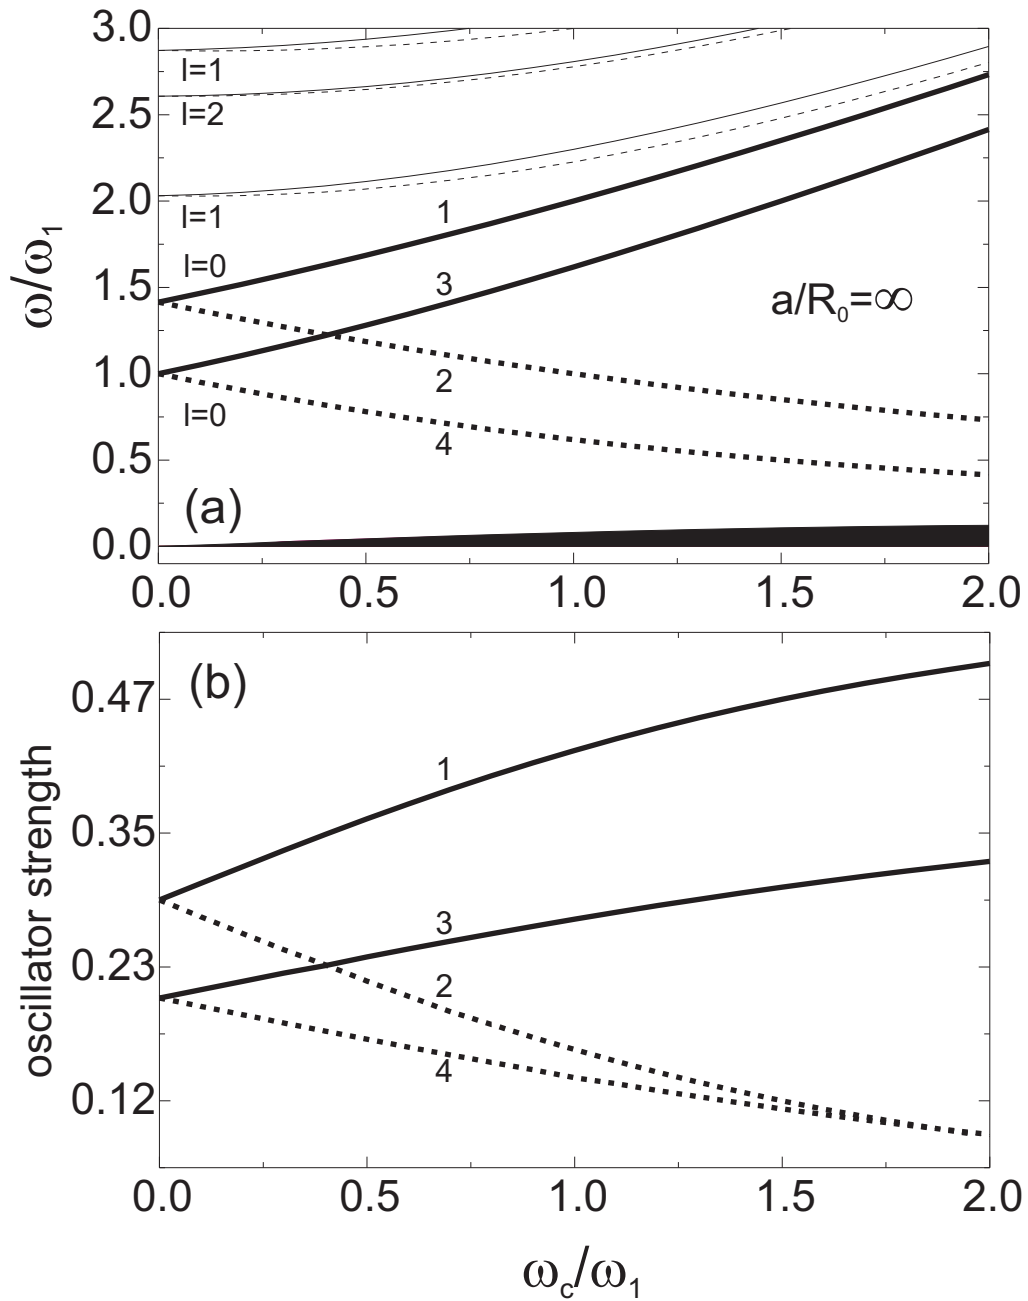 3.0
l=1
2.5
l=2
2.0
l=1
1
l=0
ω/ω₁
1.5
3
a/R₀=∞
1.0
2
l=0
4
0.5
(a)
0.0
0.0 0.5 1.0 1.5 2.0
(b)
0.47
1
0.35
oscillator strength
3
0.23
2
4
0.12
0.0 0.5 1.0 1.5 2.0
ω_c/ω₁